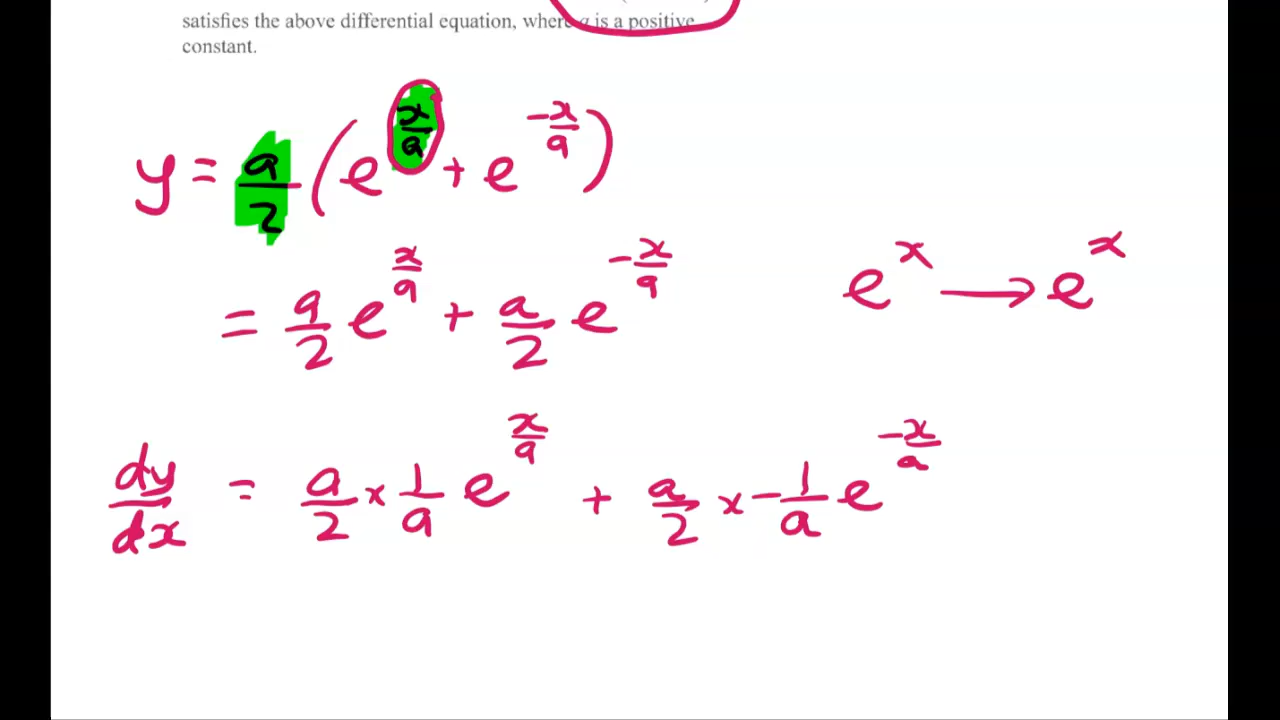 satisfies the above differential equation, where a is a positive
constant.
y = a/2 (e^(x/a) + e^(-x/a))
= a/2 e^(x/a) + a/2 e^(-x/a)
e^x → e^x
dy/dx = a/2 × 1/a e^(x/a) + a/2 × -1/a e^(-x/a)